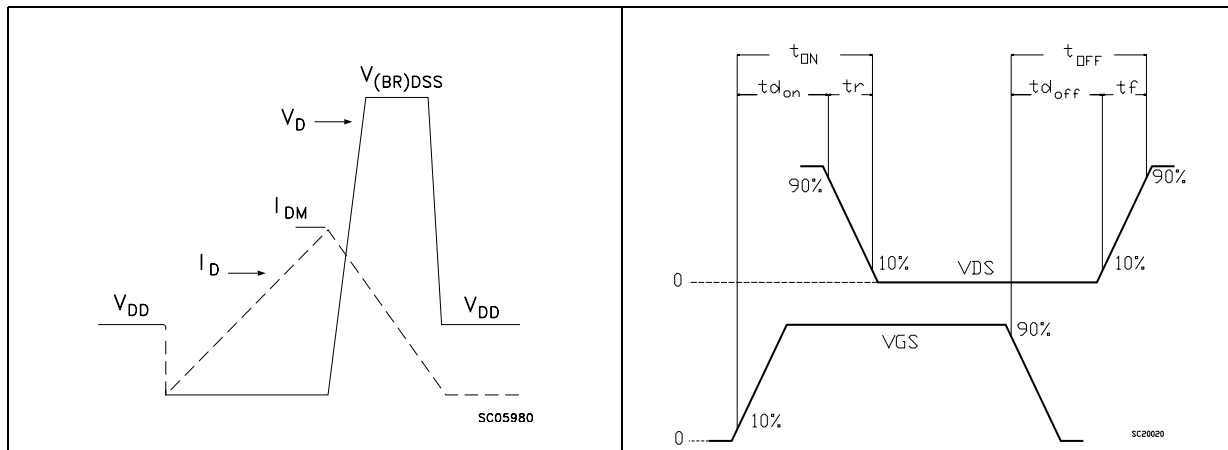 V(BR)DSS
VD
IDM
ID
VDD
VDD
SC05980
tON
tOFF
tdon
tr
tdoff
tf
90%
90%
10%
VDS
10%
0
90%
VGS
10%
0
SC20020